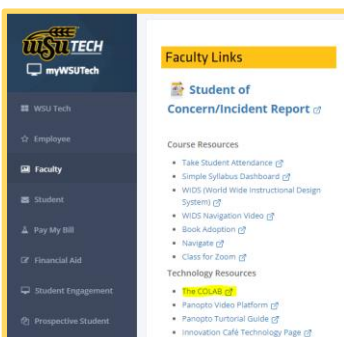 WSU TECH
myWSUTech
WSU Tech
Employee
Faculty
Student
Pay My Bill
Financial Aid
Student Engagement
Prospective Student
Faculty Links
Student of
Concern/Incident Report
Course Resources
Take Student Attendance
Simple Syllabus Dashboard
WIDS (World Wide Instructional Design
System)
WIDS Navigation Video
Book Adoption
Navigate
Class for Zoom
Technology Resources
The COLAB
Panopto Video Platform
Panopto Turtorial Guide
Innovation Café Technology Page